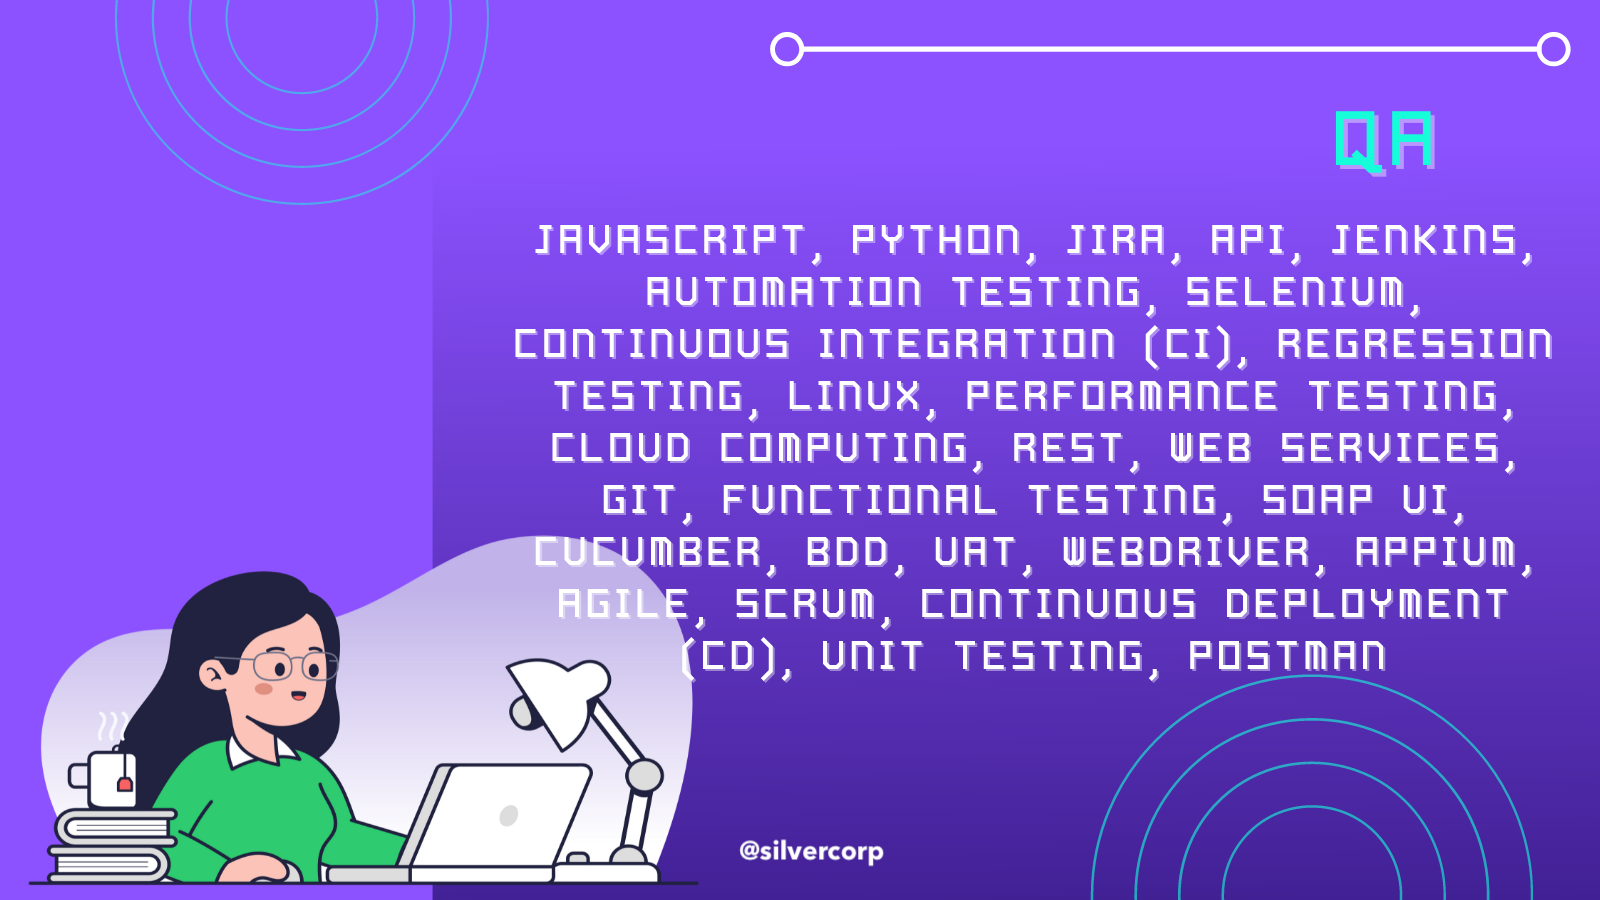 QA
JAVASCRIPT, PYTHON, JIRA, API, JENKINS,
AUTOMATION TESTING, SELENIUM,
CONTINUOUS INTEGRATION (CI), REGRESSION
TESTING, LINUX, PERFORMANCE TESTING,
CLOUD COMPUTING, REST, WEB SERVICES,
GIT, FUNCTIONAL TESTING, SOAP UI,
CUCUMBER, BDD, UAT, WEBDRIVER, APPIUM,
AGILE, SCRUM, CONTINUOUS DEPLOYMENT
(CD), UNIT TESTING, POSTMAN
@silvercorp